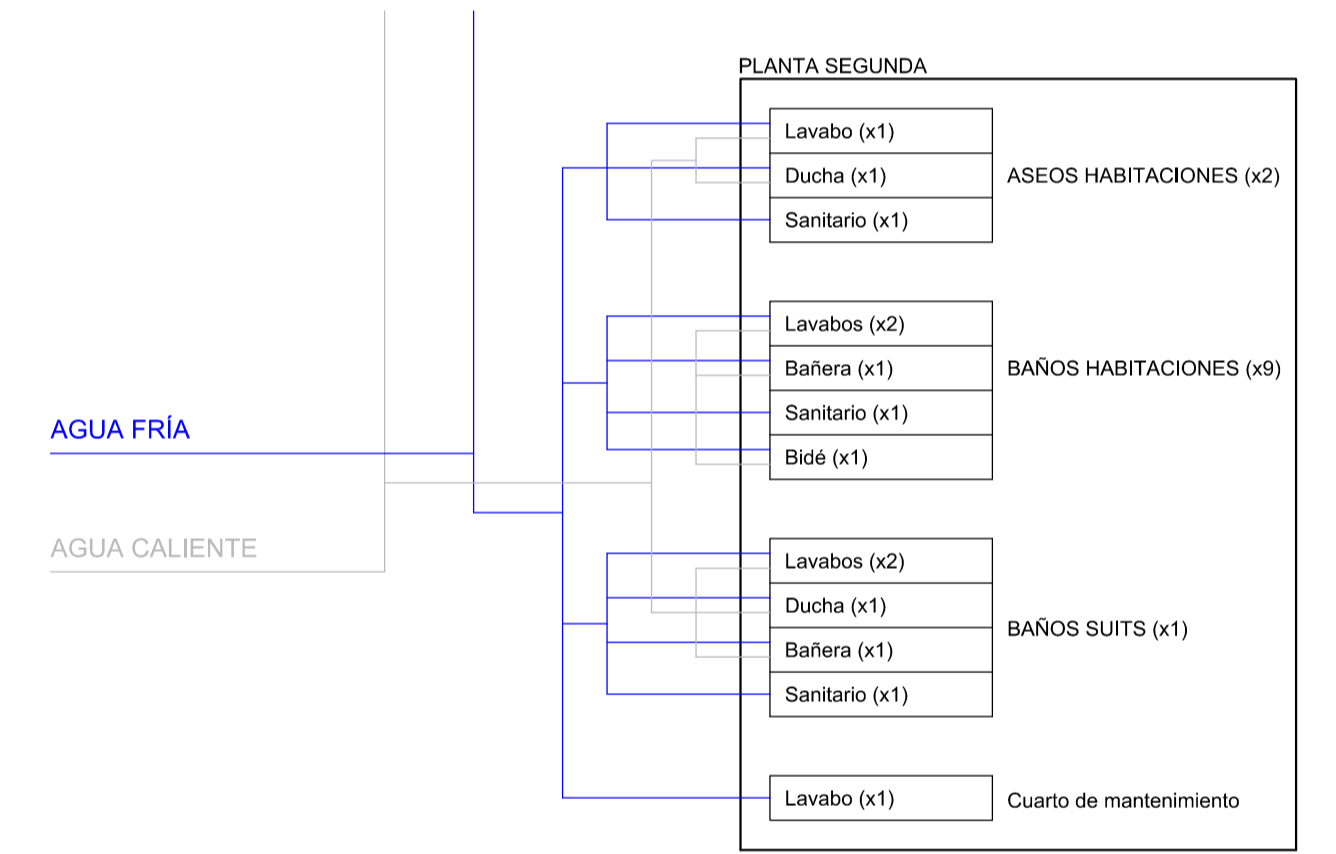 PLANTA SEGUNDA
Lavabo (x1)
Ducha (x1)
Sanitario (x1)
ASEOS HABITACIONES (x2)
Lavabos (x2)
Bañera (x1)
Sanitario (x1)
Bidé (x1)
BAÑOS HABITACIONES (x9)
AGUA FRÍA
AGUA CALIENTE
Lavabos (x2)
Ducha (x1)
Bañera (x1)
Sanitario (x1)
BAÑOS SUITS (x1)
Lavabo (x1)
Cuarto de mantenimiento